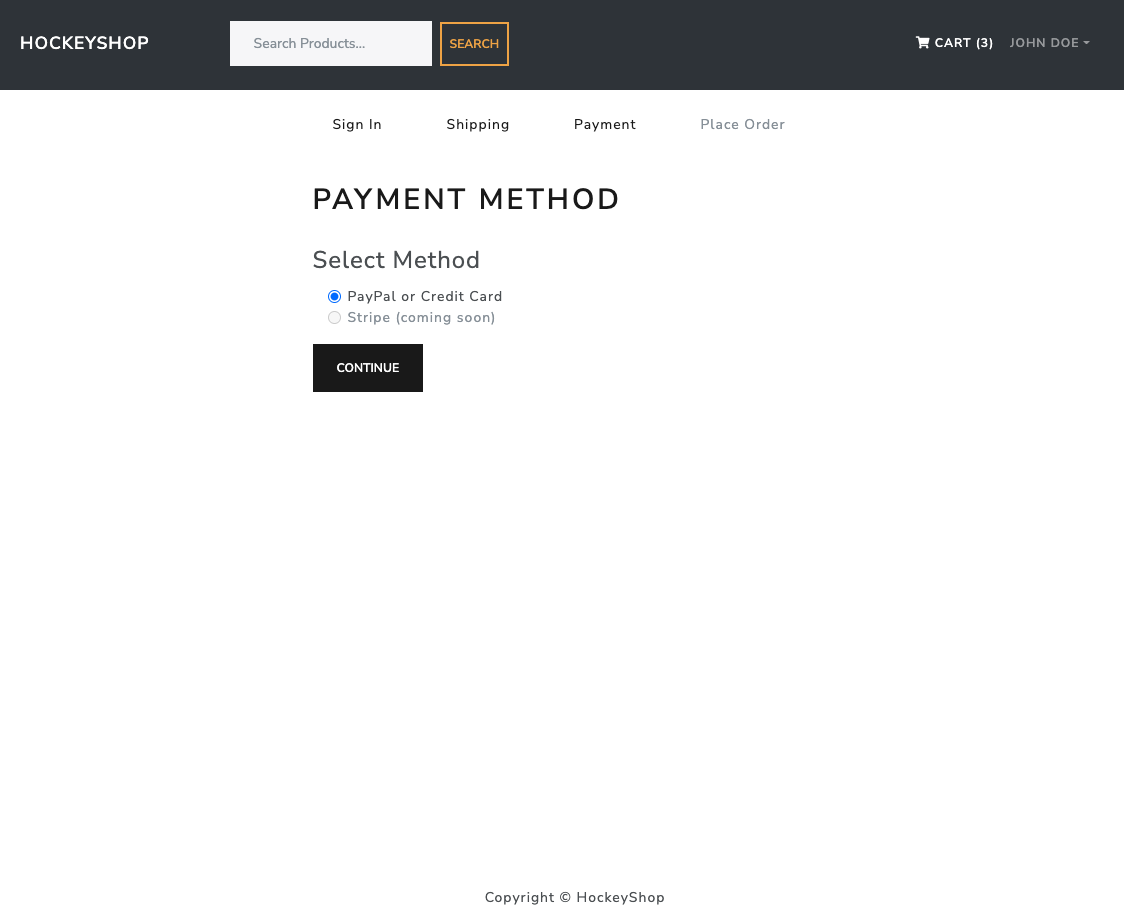 HOCKEYSHOP Search Products... SEARCH CART (3) JOHN DOE
Sign In Shipping Payment Place Order
PAYMENT METHOD
Select Method
PayPal or Credit Card
Stripe (coming soon)
CONTINUE
Copyright © HockeyShop